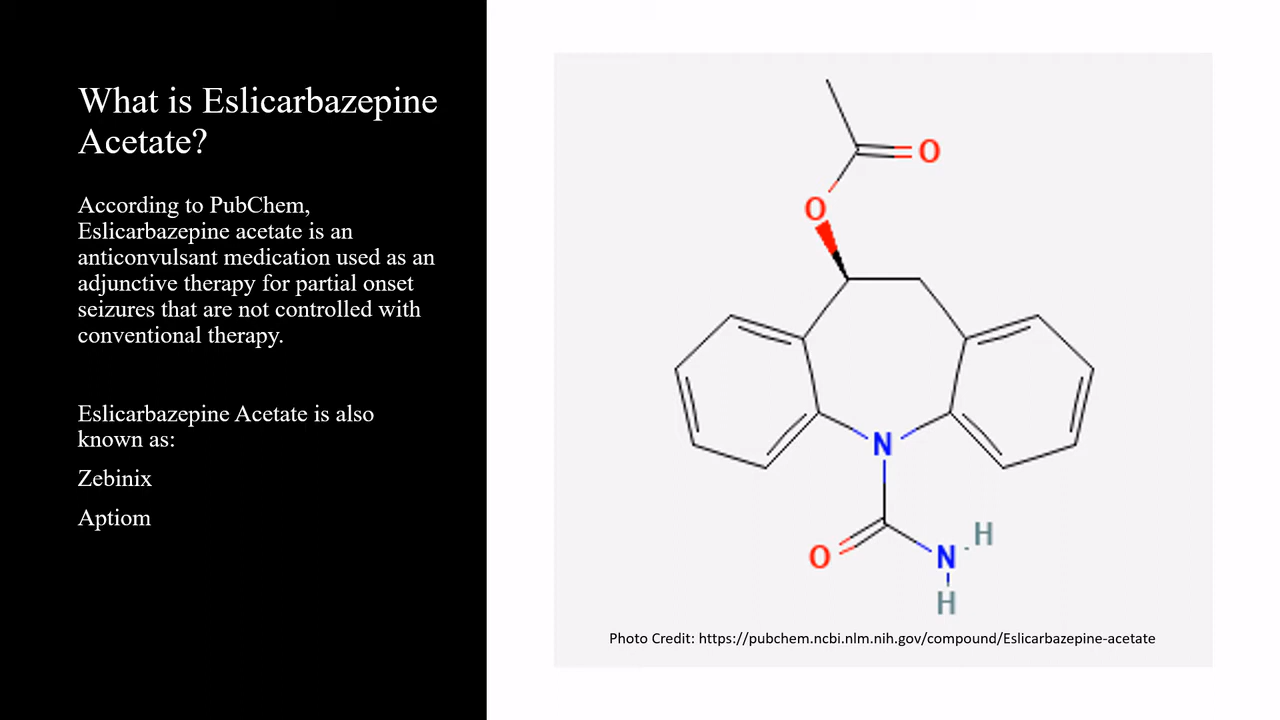 What is Eslicarbazepine
Acetate?
According to PubChem,
Eslicarbazepine acetate is an
anticonvulsant medication used as an
adjunctive therapy for partial onset
seizures that are not controlled with
conventional therapy.
Eslicarbazepine Acetate is also
known as:
Zebinix
Aptiom
O
O
N
O
N
H
H
Photo Credit: https://pubchem.ncbi.nlm.nih.gov/compound/Eslicarbazepine-acetate